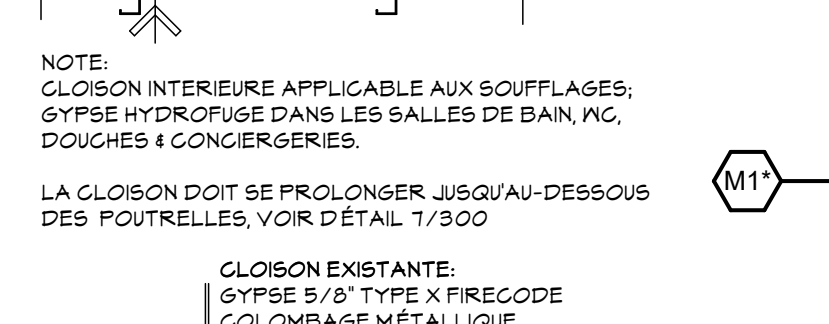 NOTE:
CLOISON INTERIEURE APPLICABLE AUX SOUFFLAGES;
GYPSE HYDROFUGE DANS LES SALLES DE BAIN, WC,
DOUCHES & CONCIERGERIES.
LA CLOISON DOIT SE PROLONGER JUSQU'AU-DESSOUS
DES POUTRELLES, VOIR DÉTAIL 7/300
M1*
CLOISON EXISTANTE:
GYPSE 5/8" TYPE X FIRECODE
COLOMBAGE MÉTALLIQUE